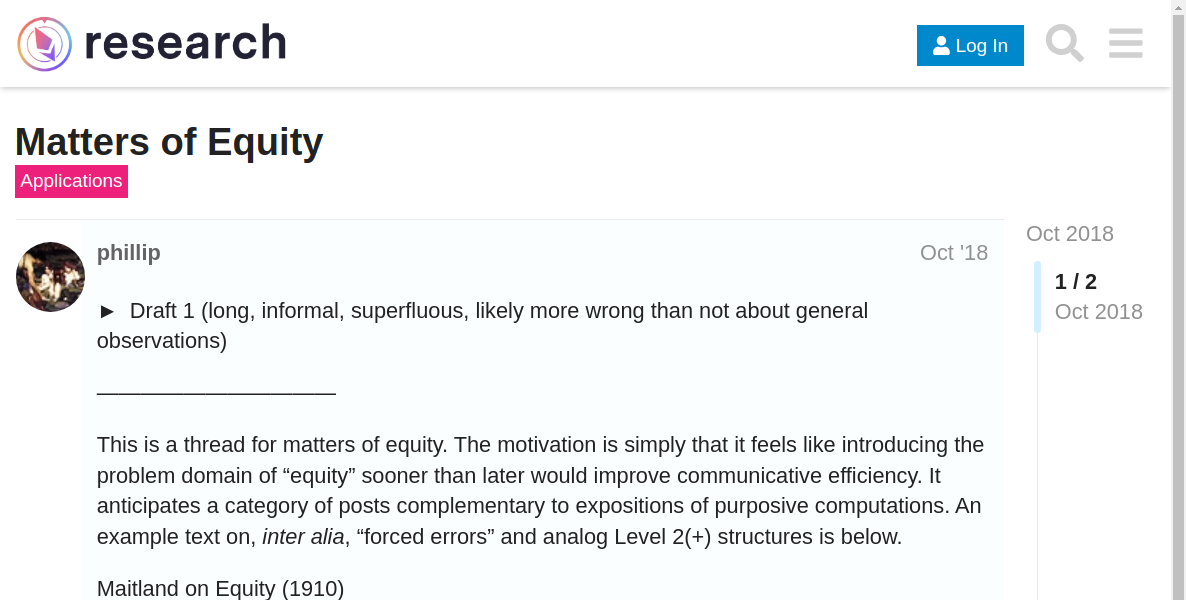 research
Log In
Matters of Equity
Applications
phillip
Oct '18
► Draft 1 (long, informal, superfluous, likely more wrong than not about general
observations)
———————————
This is a thread for matters of equity. The motivation is simply that it feels like introducing the
problem domain of “equity” sooner than later would improve communicative efficiency. It
anticipates a category of posts complementary to expositions of purposive computations. An
example text on, inter alia, “forced errors” and analog Level 2(+) structures is below.
Maitland on Equity (1910)
Oct 2018
1 / 2
Oct 2018